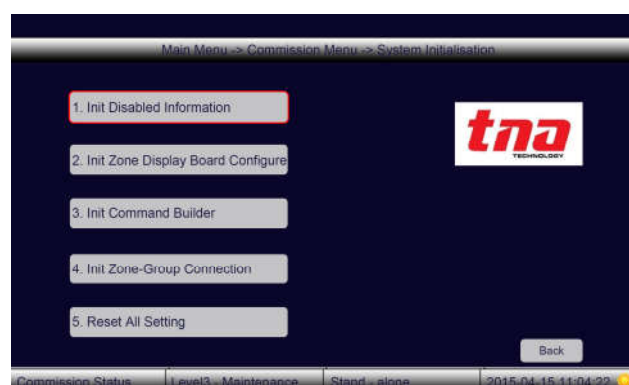 Main Menu -> Commission Menu -> System Initialisation
1. Init Disabled Information
tna
TECHNOLOGY
2. Init Zone Display Board Configure
3. Init Command Builder
4. Init Zone-Group Connection
5. Reset All Setting
Back
Commission Status Level3 - Maintenance Stand - alone 2015-04-15 11:04:22